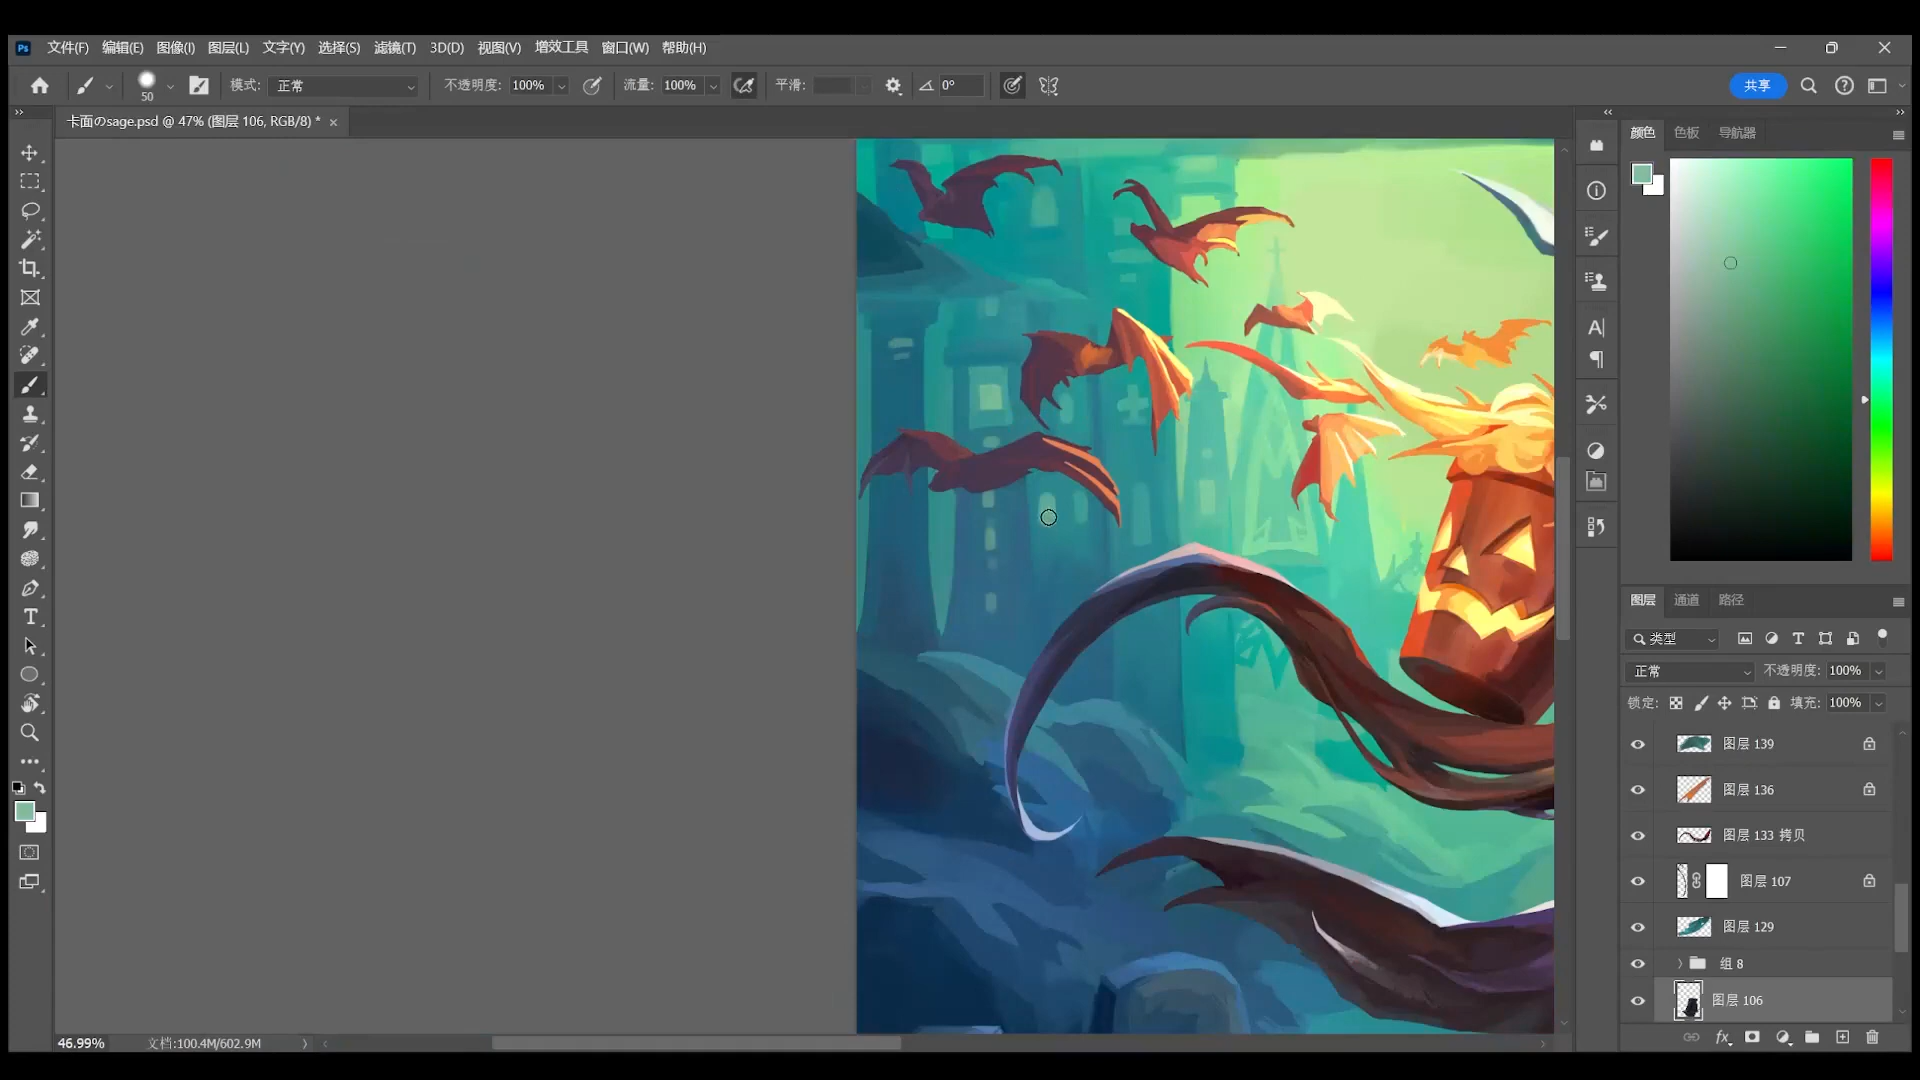 Ps 文件(F) 编辑(E) 图像(I) 图层(L) 文字(Y) 选择(S) 滤镜(T) 3D(D) 视图(V) 增效工具 窗口(W) 帮助(H)
50 模式: 正常 不透明度: 100% 流量: 100% 平滑: 0° 共享
卡面のsage.psd @ 47% (图层 106, RGB/8) * ×
颜色 色板 导航器
图层 通道 路径
类型
正常 不透明度: 100%
锁定: 填充: 100%
图层 139
图层 136
图层 133 拷贝
图层 107
图层 129
组 8
图层 106
46.99% 文档:100.4M/602.9M